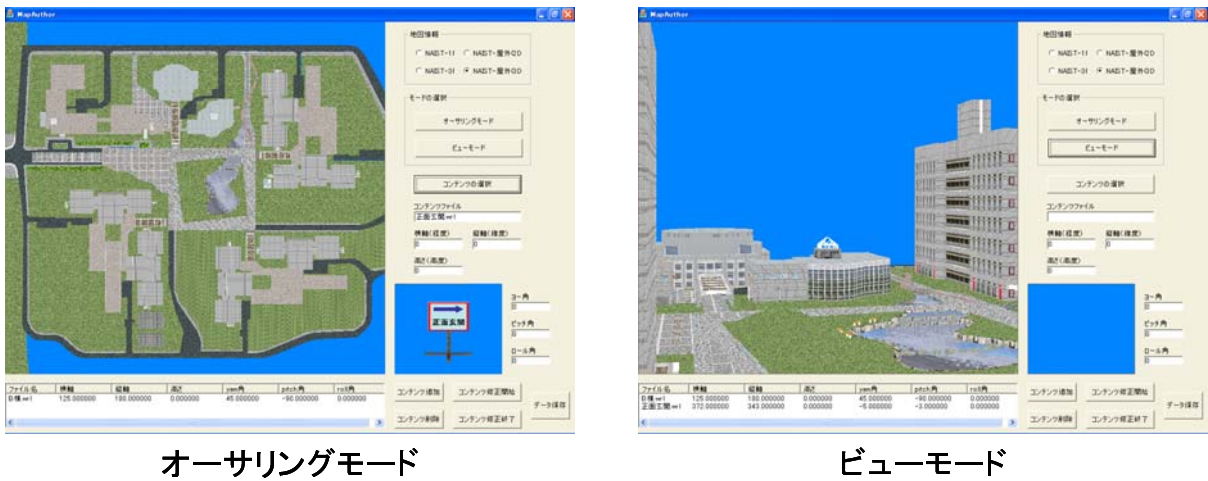 MapAuthor
地図情報
NAIST-1f NAIST-屋外2D
NAIST-3f NAIST-屋外3D
モードの選択
オーサリングモード
ビューモード
コンテンツの選択
コンテンツファイル
正面玄関.wrl
横軸(経度) 縦軸(緯度)
0 0
高さ(高度)
0
正面玄関
ヨー角
0
ピッチ角
0
ロール角
0
ファイル名 横軸 縦軸 高さ yaw角 pitch角 roll角
125.000000 180.000000 0.000000 45.000000 -90.000000 0.000000
コンテンツ追加 コンテンツ修正開始
コンテンツ削除 コンテンツ修正終了
データ保存
オーサリングモード
MapAuthor
地図情報
NAIST-1f NAIST-屋外2D
NAIST-3f NAIST-屋外3D
モードの選択
オーサリングモード
ビューモード
コンテンツの選択
コンテンツファイル
横軸(経度) 縦軸(緯度)
0 0
高さ(高度)
0
ヨー角
0
ピッチ角
0
ロール角
0
ファイル名 横軸 縦軸 高さ yaw角 pitch角 roll角
125.000000 180.000000 0.000000 45.000000 -90.000000 0.000000
正面玄関.wrl 372.000000 343.000000 0.000000 -5.000000 -3.000000 0.000000
コンテンツ追加 コンテンツ修正開始
コンテンツ削除 コンテンツ修正終了
データ保存
ビューモード